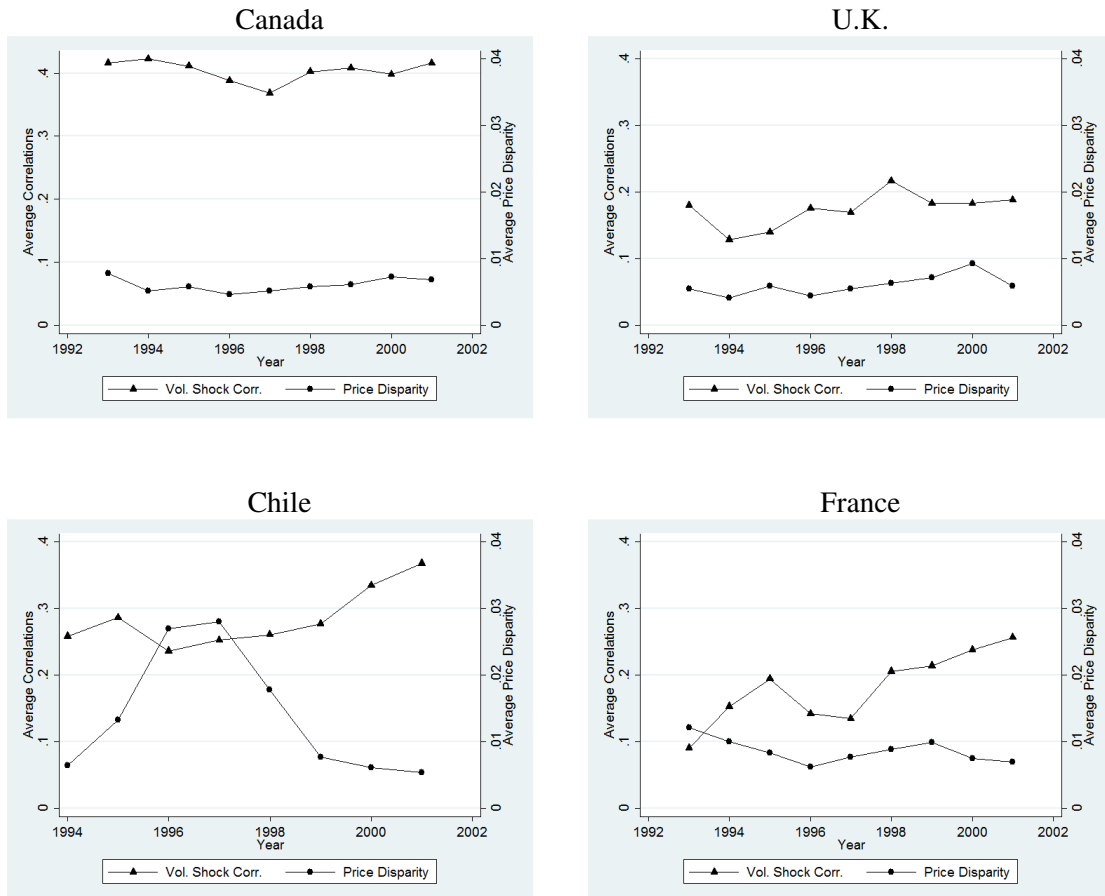 Canada
Average Correlations
0 .1 .2 .3 .4
Average Price Disparity
0 .01 .02 .03 .04
1992 1994 1996 1998 2000 2002
Year
Vol. Shock Corr. Price Disparity
U.K.
Average Correlations
0 .1 .2 .3 .4
Average Price Disparity
0 .01 .02 .03 .04
1992 1994 1996 1998 2000 2002
Year
Vol. Shock Corr. Price Disparity
Chile
Average Correlations
0 .1 .2 .3 .4
Average Price Disparity
0 .01 .02 .03 .04
1994 1996 1998 2000 2002
Year
Vol. Shock Corr. Price Disparity
France
Average Correlations
0 .1 .2 .3 .4
Average Price Disparity
0 .01 .02 .03 .04
1992 1994 1996 1998 2000 2002
Year
Vol. Shock Corr. Price Disparity